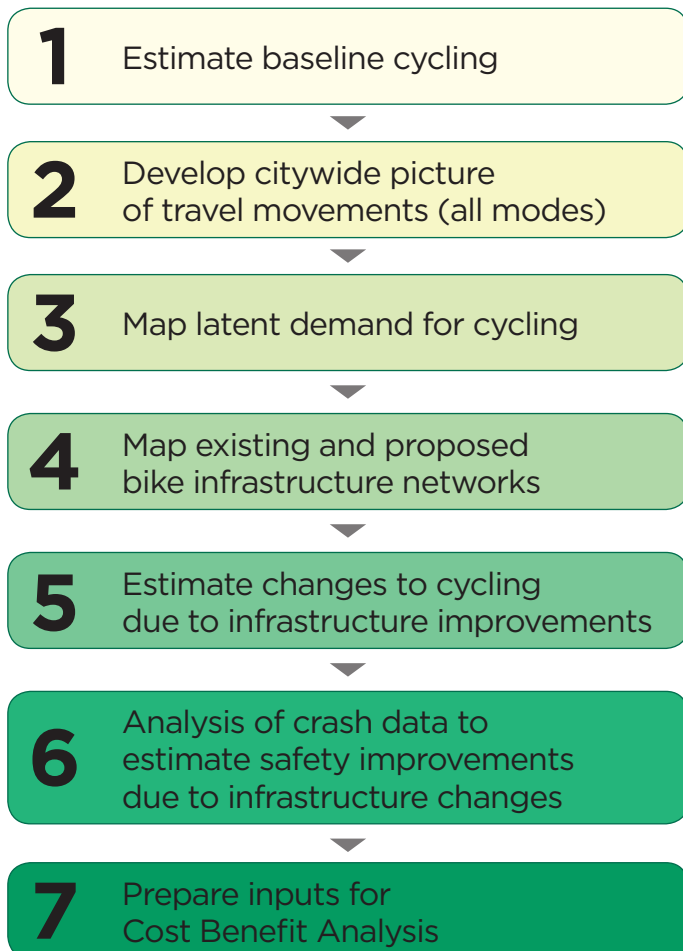 1
Estimate baseline cycling
2
Develop citywide picture
of travel movements (all modes)
3
Map latent demand for cycling
4
Map existing and proposed
bike infrastructure networks
5
Estimate changes to cycling
due to infrastructure improvements
6
Analysis of crash data to
estimate safety improvements
due to infrastructure changes
7
Prepare inputs for
Cost Benefit Analysis